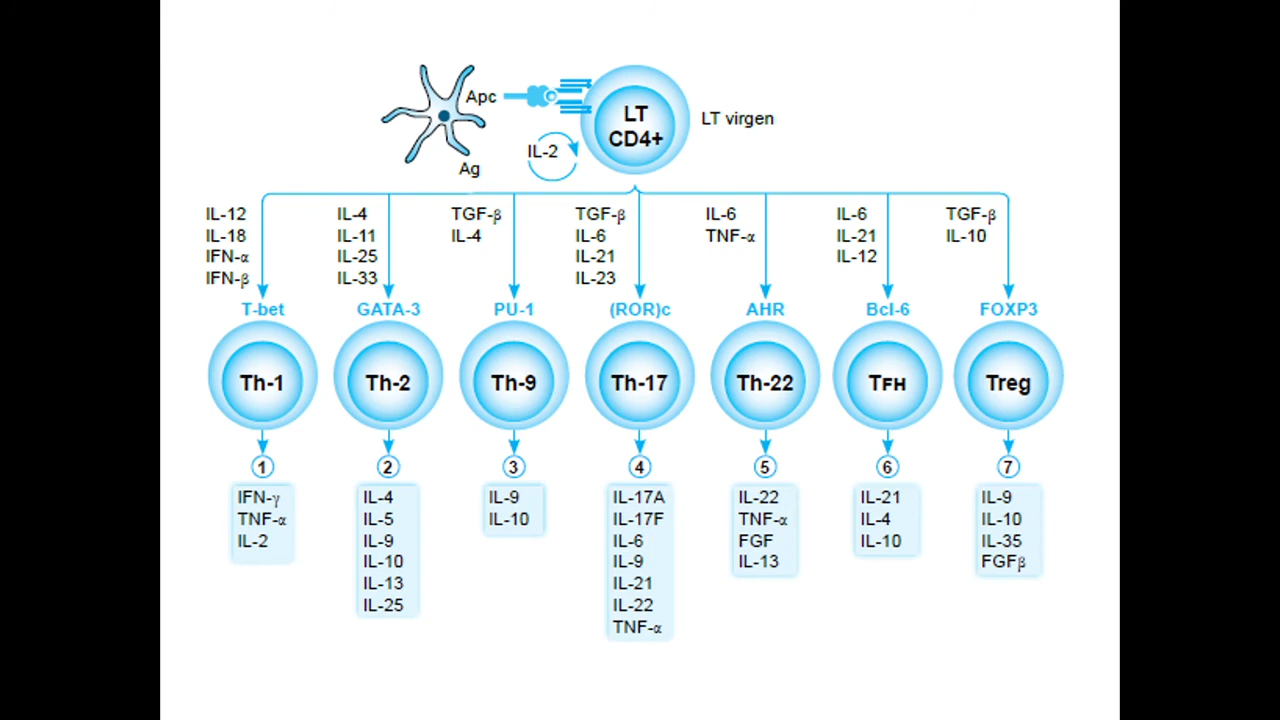 Apc
LT
CD4+
LT virgen
IL-2
Ag
IL-12
IL-18
IFN-α
IFN-β
IL-4
IL-11
IL-25
IL-33
TGF-β
IL-4
TGF-β
IL-6
IL-21
IL-23
IL-6
TNF-α
IL-6
IL-21
IL-12
TGF-β
IL-10
T-bet
GATA-3
PU-1
(ROR)c
AHR
Bcl-6
FOXP3
Th-1
Th-2
Th-9
Th-17
Th-22
TFH
Treg
1
2
3
4
5
6
7
IFN-γ
TNF-α
IL-2
IL-4
IL-5
IL-9
IL-10
IL-13
IL-25
IL-9
IL-10
IL-17A
IL-17F
IL-6
IL-9
IL-21
IL-22
TNF-α
IL-22
TNF-α
FGF
IL-13
IL-21
IL-4
IL-10
IL-9
IL-10
IL-35
FGFβ